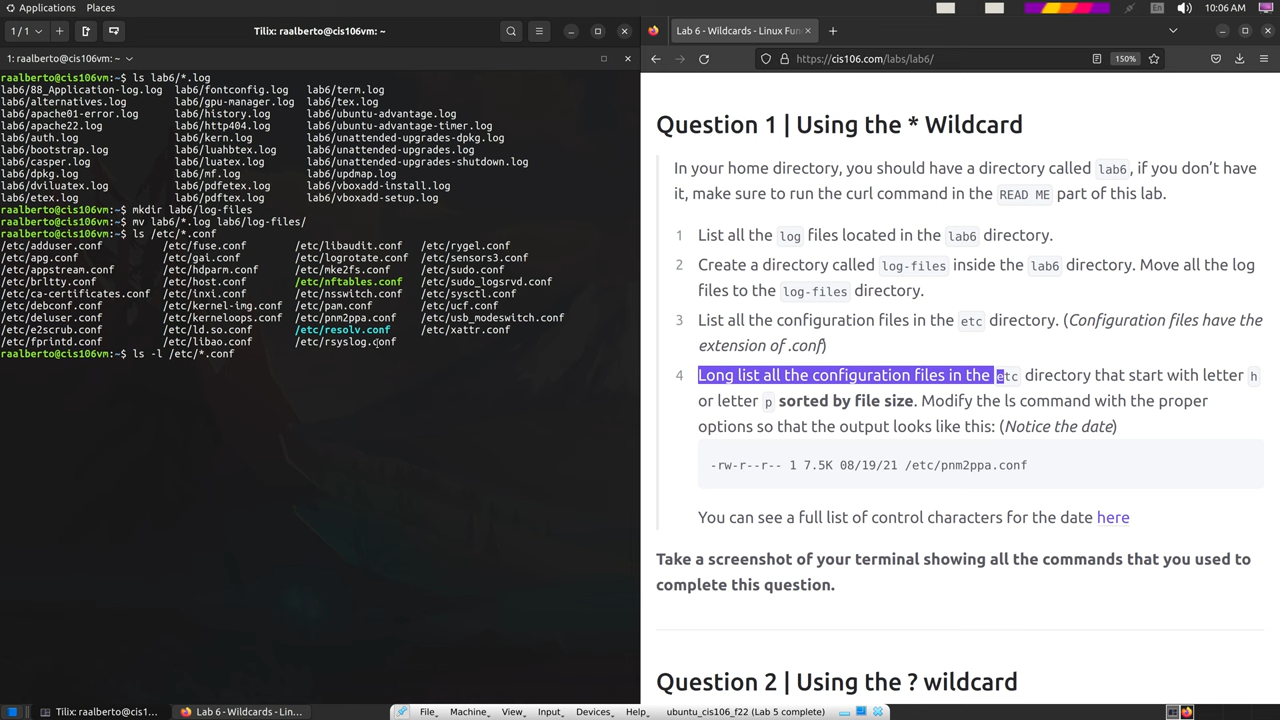 Applications Places
En 10:06 AM
1/1 Tilix: raalberto@cis106vm: ~
1: raalberto@cis106vm: ~
raalberto@cis106vm:~$ ls lab6/*.log
lab6/88_Application-log.log lab6/fontconfig.log lab6/term.log
lab6/alternatives.log lab6/gpu-manager.log lab6/tex.log
lab6/apache01-error.log lab6/history.log lab6/ubuntu-advantage.log
lab6/apache22.log lab6/http404.log lab6/ubuntu-advantage-timer.log
lab6/auth.log lab6/kern.log lab6/unattended-upgrades-dpkg.log
lab6/bootstrap.log lab6/luahbtex.log lab6/unattended-upgrades.log
lab6/casper.log lab6/luatex.log lab6/unattended-upgrades-shutdown.log
lab6/dpkg.log lab6/mf.log lab6/updmap.log
lab6/dviluatex.log lab6/pdfetex.log lab6/vboxadd-install.log
lab6/etex.log lab6/pdftex.log lab6/vboxadd-setup.log
raalberto@cis106vm:~$ mkdir lab6/log-files
raalberto@cis106vm:~$ mv lab6/*.log lab6/log-files/
raalberto@cis106vm:~$ ls /etc/*.conf
/etc/adduser.conf /etc/fuse.conf /etc/libaudit.conf /etc/rygel.conf
/etc/apg.conf /etc/gai.conf /etc/logrotate.conf /etc/sensors3.conf
/etc/appstream.conf /etc/hdparm.conf /etc/mke2fs.conf /etc/sudo.conf
/etc/brltty.conf /etc/host.conf /etc/nftables.conf /etc/sudo_logsrvd.conf
/etc/ca-certificates.conf /etc/inxi.conf /etc/nsswitch.conf /etc/sysctl.conf
/etc/debconf.conf /etc/kernel-img.conf /etc/pam.conf /etc/ucf.conf
/etc/deluser.conf /etc/kerneloops.conf /etc/pnm2ppa.conf /etc/usb_modeswitch.conf
/etc/e2scrub.conf /etc/ld.so.conf /etc/resolv.conf /etc/xattr.conf
/etc/fprintd.conf /etc/libao.conf /etc/rsyslog.conf
raalberto@cis106vm:~$ ls -l /etc/*.conf
Lab 6 - Wildcards - Linux Fun
https://cis106.com/labs/lab6/ 150%
Question 1 | Using the * Wildcard
In your home directory, you should have a directory called lab6, if you don't have
it, make sure to run the curl command in the READ ME part of this lab.
1 List all the log files located in the lab6 directory.
2 Create a directory called log-files inside the lab6 directory. Move all the log
files to the log-files directory.
3 List all the configuration files in the etc directory. (Configuration files have the
extension of .conf)
4 Long list all the configuration files in the etc directory that start with letter h
or letter p sorted by file size. Modify the ls command with the proper
options so that the output looks like this: (Notice the date)
-rw-r--r-- 1 7.5K 08/19/21 /etc/pnm2ppa.conf
You can see a full list of control characters for the date here
Take a screenshot of your terminal showing all the commands that you used to
complete this question.
Question 2 | Using the ? wildcard
Tilix: raalberto@cis1... Lab 6 - Wildcards - Lin... File Machine View Input Devices Help ubuntu_cis106_f22 (Lab 5 complete)